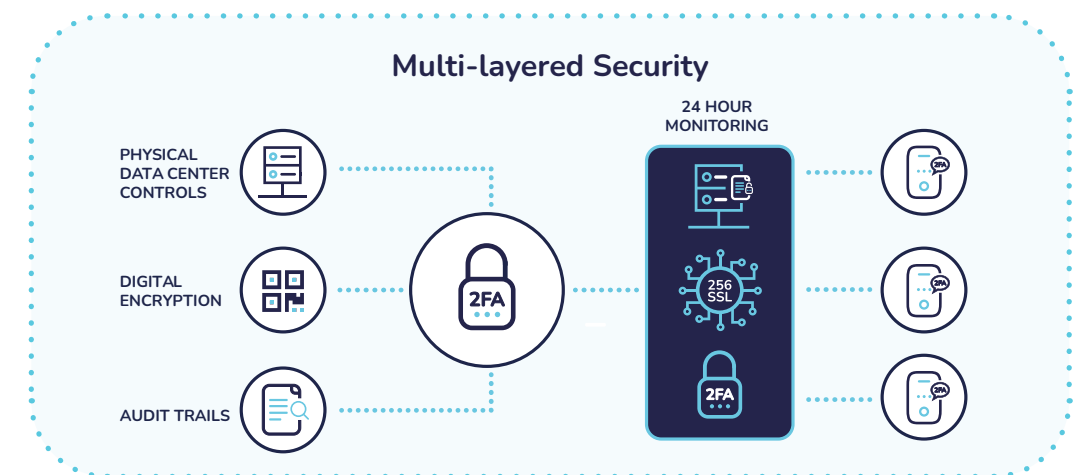 Multi-layered Security
24 HOUR
MONITORING
PHYSICAL
DATA CENTER
CONTROLS
DIGITAL
ENCRYPTION
AUDIT TRAILS
2FA
256
SSL
2FA
2FA
2FA
2FA